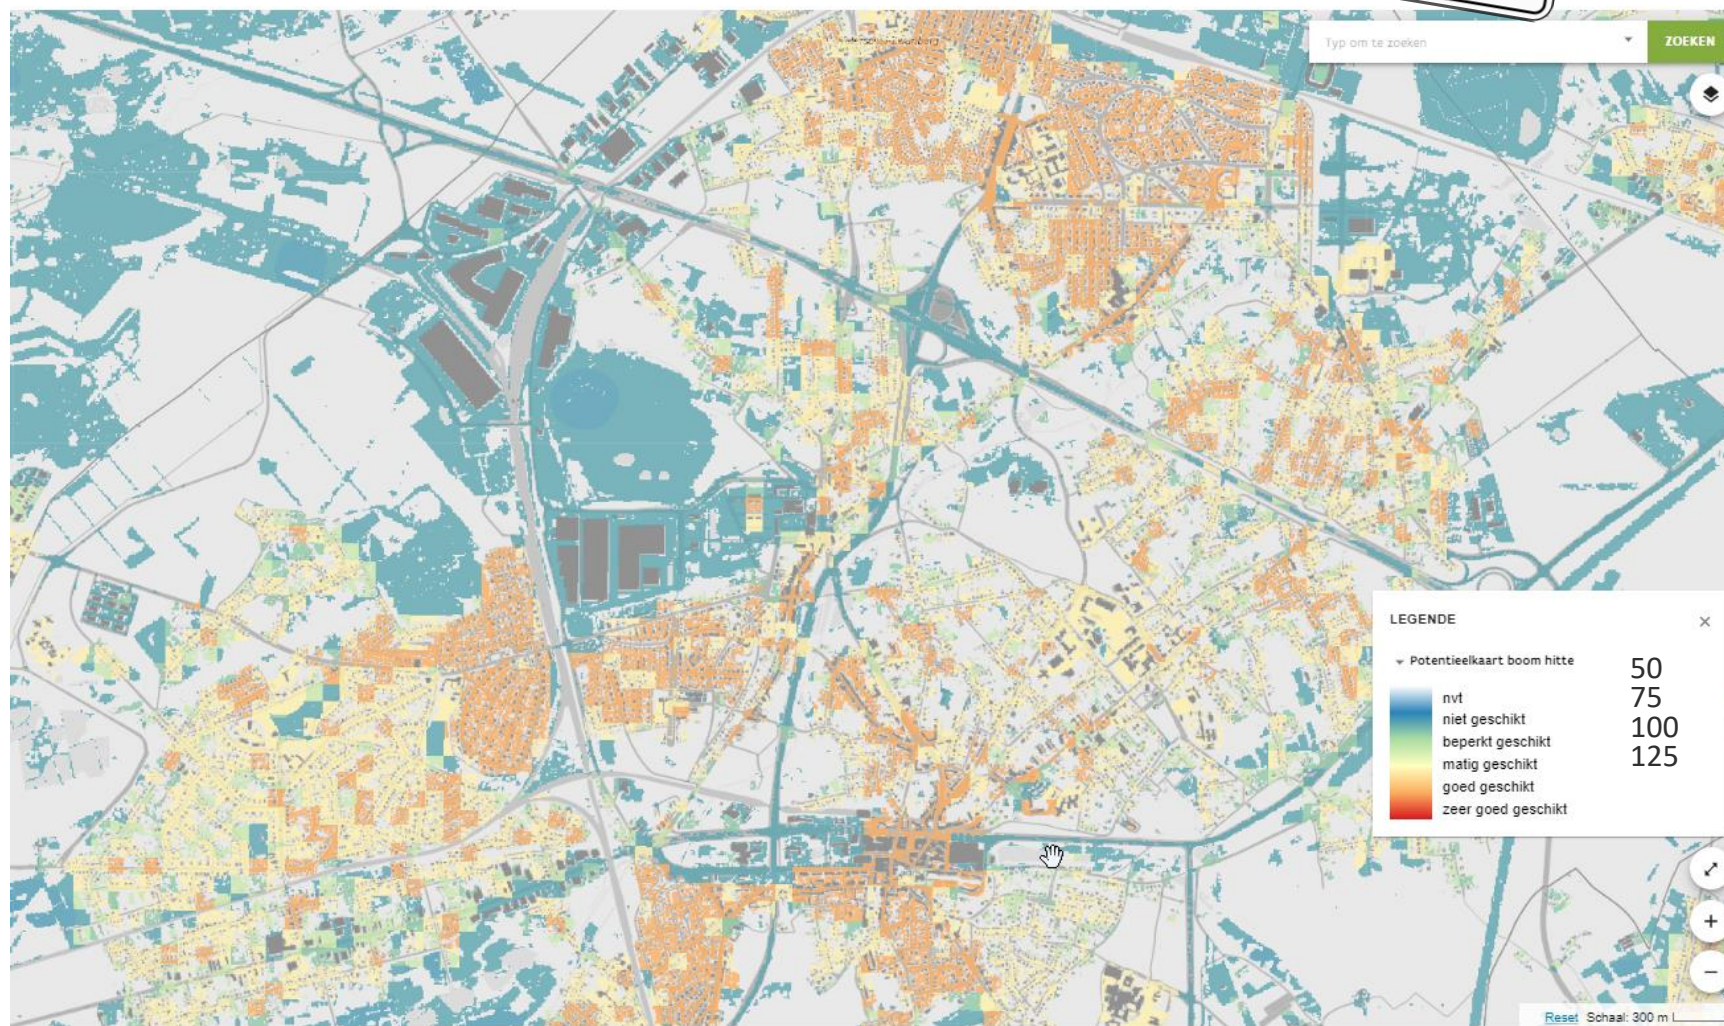 Typ om te zoeken
ZOEKEN
LEGENDE
Potentieelkaart boom hitte
nvt
niet geschikt
beperkt geschikt
matig geschikt
goed geschikt
zeer goed geschikt
50
75
100
125
Reset Schaal: 300 m